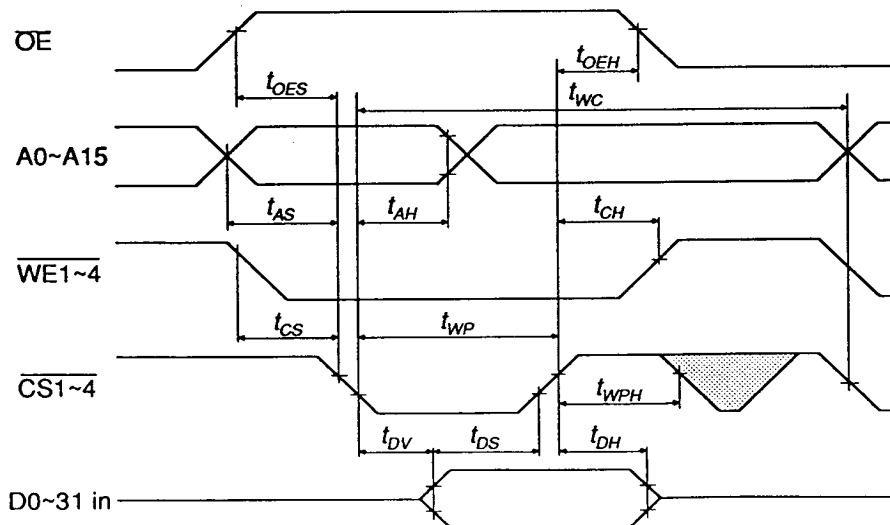 OE
tOES
tOEH
tWC
A0~A15
tAS
tAH
tCH
WE1~4
tCS
tWP
CS1~4
tWPH
tDV
tDS
tDH
D0~31 in